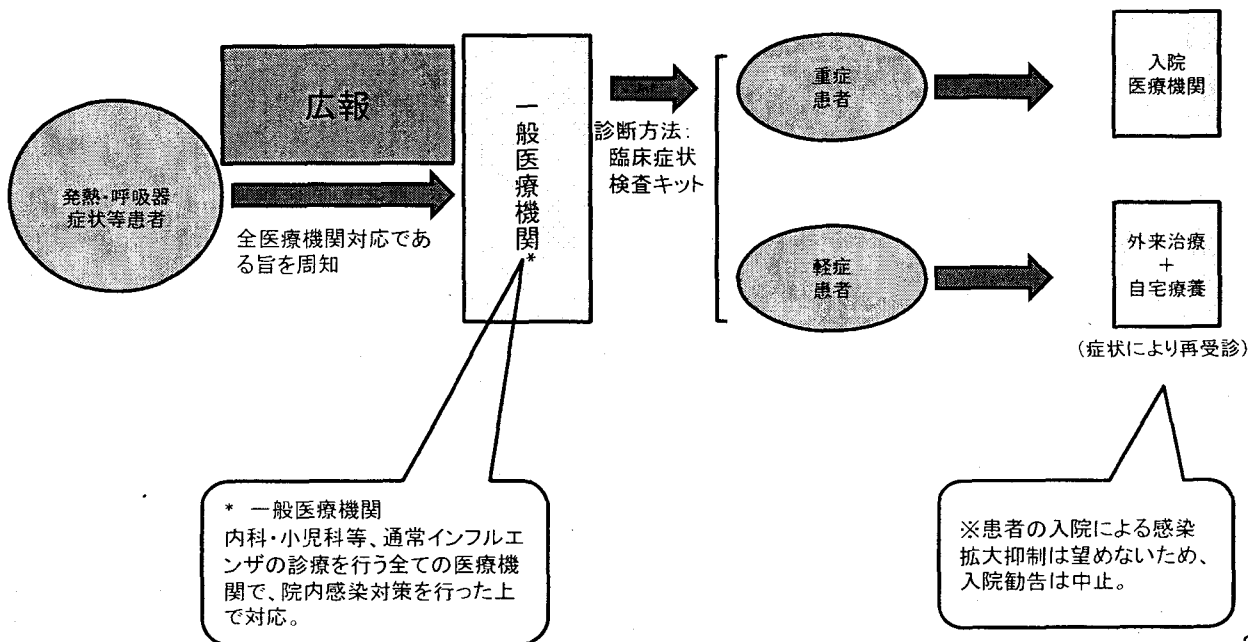 広報
発熱・呼吸器
症状等患者
全医療機関対応であ
る旨を周知
一般医療機関*
診断方法：
臨床症状
検査キット
重症
患者
入院
医療機関
軽症
患者
外来治療
＋
自宅療養
(症状により再受診)
* 一般医療機関
内科・小児科等、通常インフルエ
ンザの診療を行う全ての医療機
関で、院内感染対策を行った上
で対応。
※患者の入院による感染
拡大抑制は望めないため、
入院勧告は中止。